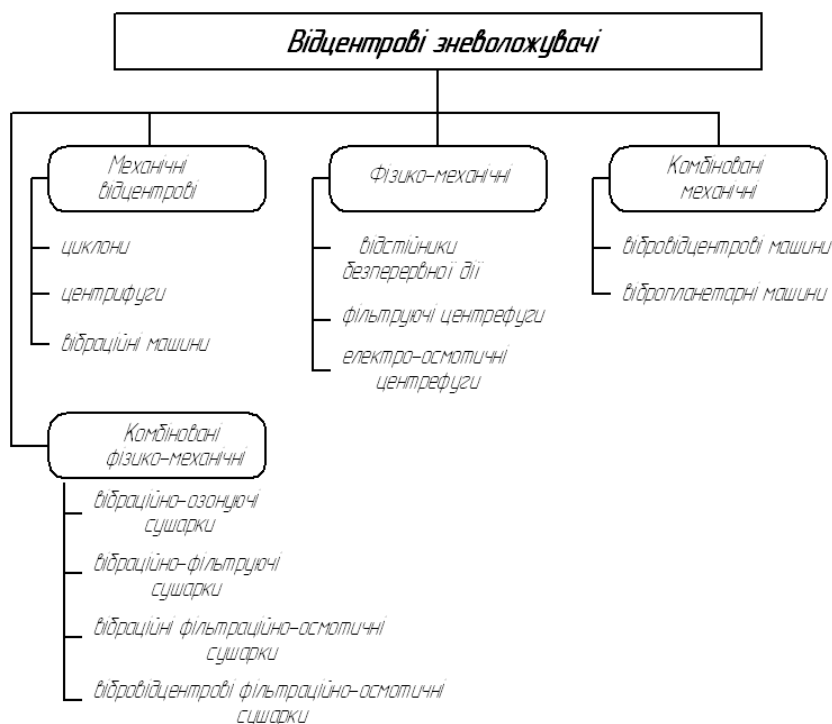 Відцентрові зневоложувачі
Механічні
відцентрові
циклони
центрифуги
вібраційні машини
Фізико-механічні
відстійники
безперервної дії
фільтруючі центрефуги
електро-осмотичні
центрефуги
Комбіновані
механічні
вібровідцентрові машини
вібропланетарні машини
Комбіновані
фізико-механічні
вібраційно-озонуючі
сушарки
вібраційно-фільтруючі
сушарки
вібраційні фільтраційно-осмотичні
сушарки
вібровідцентрові фільтраційно-осмотичні
сушарки